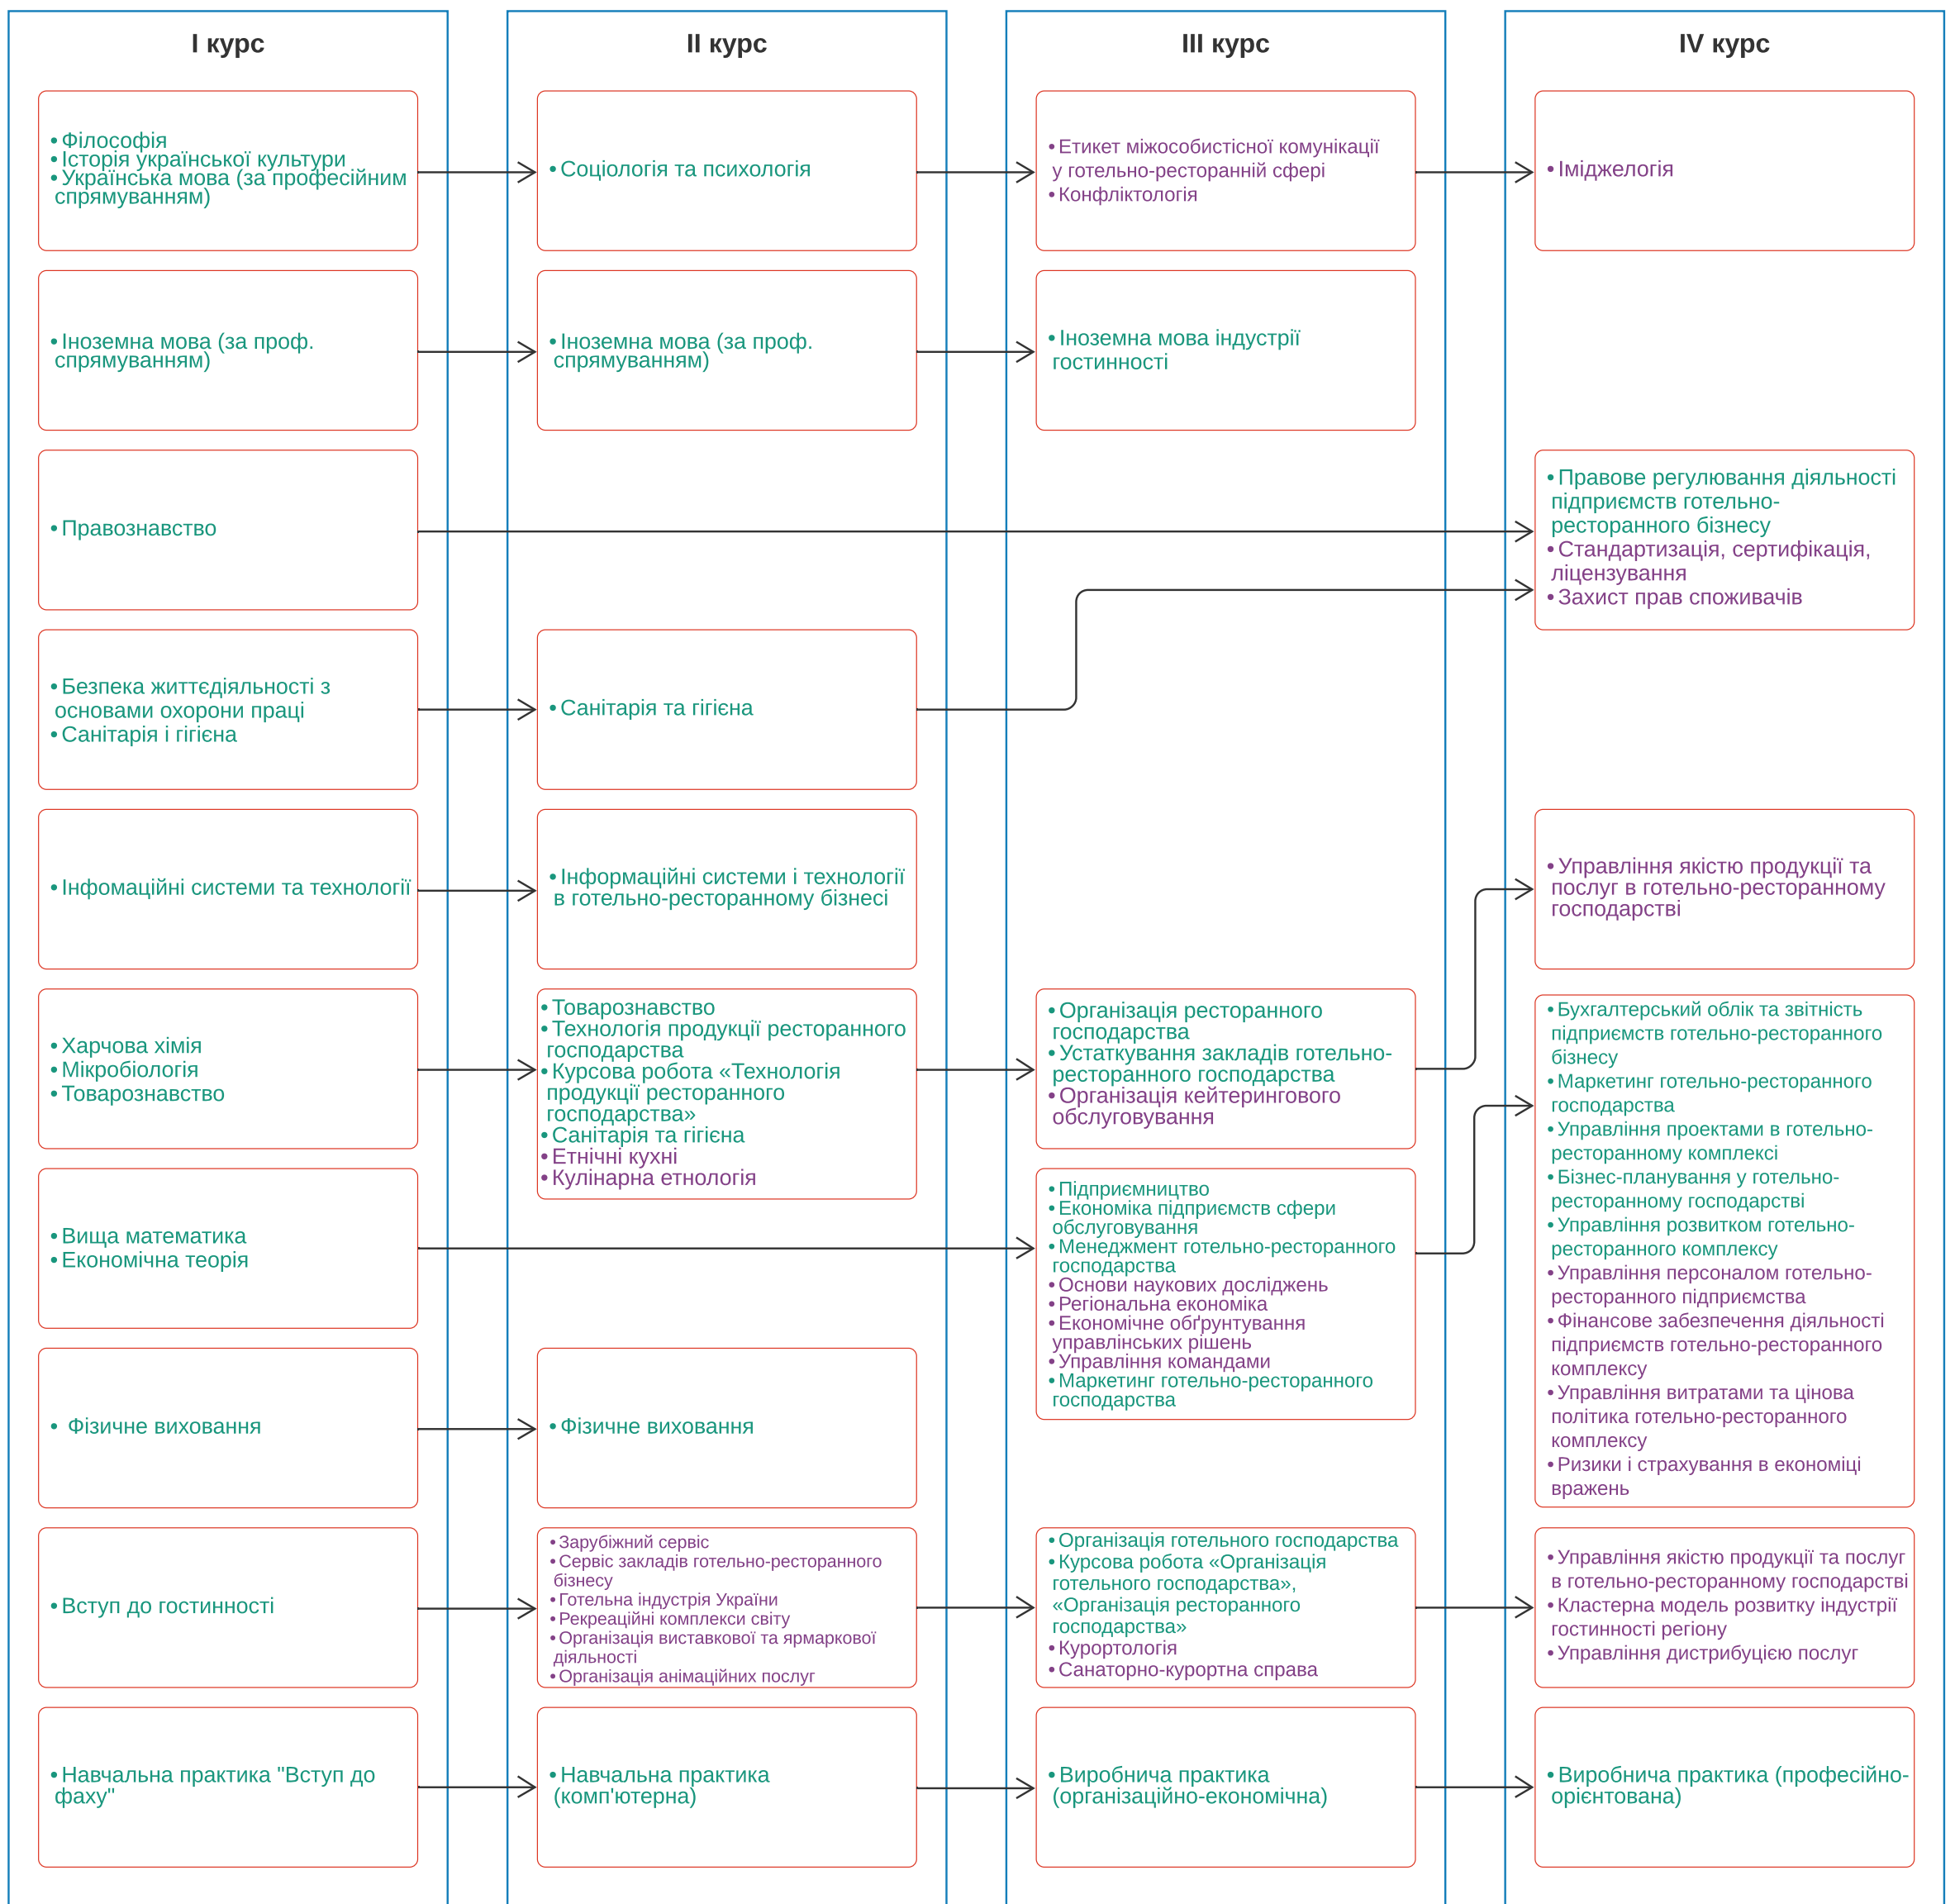 I курс
• Філософія
• Історія української культури
• Українська мова (за професійним
спрямуванням)
• Іноземна мова (за проф.
спрямуванням)
• Правознавство
• Безпека життєдіяльності з
основами охорони праці
• Санітарія і гігієна
• Інфомаційні системи та технології
• Харчова хімія
• Мікробіологія
• Товарознавство
• Вища математика
• Економічна теорія
• Фізичне виховання
• Вступ до гостинності
• Навчальна практика "Вступ до
фаху"
II курс
• Соціологія та психологія
• Іноземна мова (за проф.
спрямуванням)
• Санітарія та гігієна
• Інформаційні системи і технології
в готельно-ресторанному бізнесі
• Товарознавство
• Технологія продукції ресторанного
господарства
• Курсова робота «Технологія
продукції ресторанного
господарства»
• Санітарія та гігієна
• Етнічні кухні
• Кулінарна етнологія
• Фізичне виховання
• Зарубіжний сервіс
• Сервіс закладів готельно-ресторанного
бізнесу
• Готельна індустрія України
• Рекреаційні комплекси світу
• Організація виставкової та ярмаркової
діяльності
• Організація анімаційних послуг
• Навчальна практика
(комп'ютерна)
III курс
• Етикет міжособистісної комунікації
у готельно-ресторанній сфері
• Конфліктологія
• Іноземна мова індустрії
гостинності
• Організація ресторанного
господарства
• Устаткування закладів готельно-
ресторанного господарства
• Організація кейтерингового
обслуговування
• Підприємництво
• Економіка підприємств сфери
обслуговування
• Менеджмент готельно-ресторанного
господарства
• Основи наукових досліджень
• Регіональна економіка
• Економічне обґрунтування
управлінських рішень
• Управління командами
• Маркетинг готельно-ресторанного
господарства
• Організація готельного господарства
• Курсова робота «Організація
готельного господарства»,
«Організація ресторанного
господарства»
• Курортологія
• Санаторно-курортна справа
• Виробнича практика
(організаційно-економічна)
IV курс
• Іміджелогія
• Правове регулювання діяльності
підприємств готельно-
ресторанного бізнесу
• Стандартизація, сертифікація,
ліцензування
• Захист прав споживачів
• Управління якістю продукції та
послуг в готельно-ресторанному
господарстві
• Бухгалтерський облік та звітність
підприємств готельно-ресторанного
бізнесу
• Маркетинг готельно-ресторанного
господарства
• Управління проектами в готельно-
ресторанному комплексі
• Бізнес-планування у готельно-
ресторанному господарстві
• Управління розвитком готельно-
ресторанного комплексу
• Управління персоналом готельно-
ресторанного підприємства
• Фінансове забезпечення діяльності
підприємств готельно-ресторанного
комплексу
• Управління витратами та цінова
політика готельно-ресторанного
комплексу
• Ризики і страхування в економіці
вражень
• Управління якістю продукції та послуг
в готельно-ресторанному господарстві
• Кластерна модель розвитку індустрії
гостинності регіону
• Управління дистрибуцією послуг
• Виробнича практика (професійно-
орієнтована)